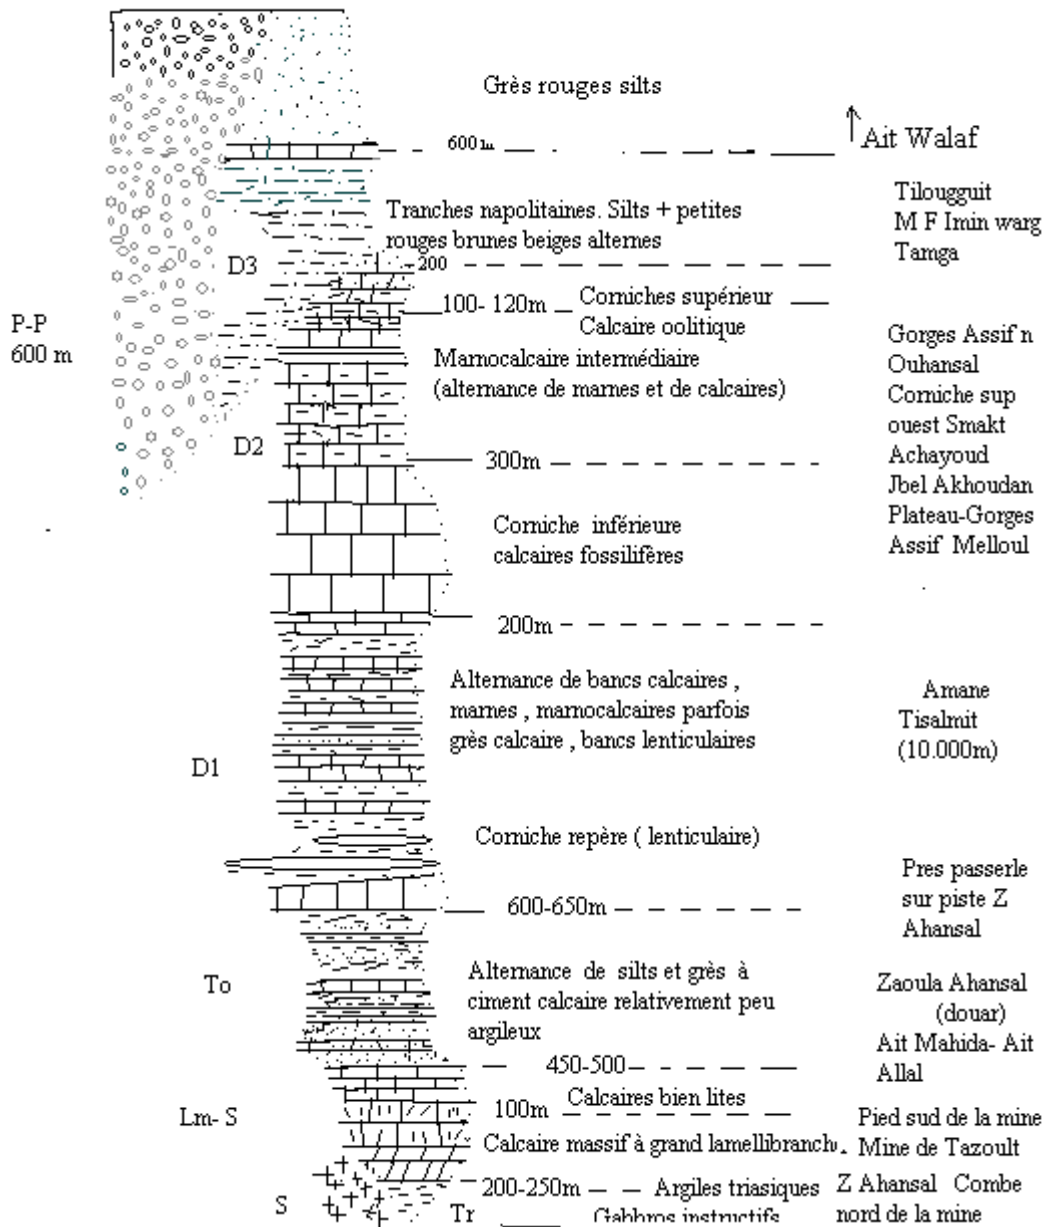 Grès rouges silts
600m
Ait Walaf
Tilougguit
M F Imin warg
Tamga
Tranches napolitaines. Silts + petites
rouges brunes beiges alternes
D3
200
100- 120m
Corniches supérieur
Calcaire oolitique
P-P
600 m
Marnocalcaire intermédiaire
(alternance de marnes et de calcaires)
Gorges Assif n
Ouhansal
Corniche sup
ouest Smakt
Achayoud
Jbel Akhoudan
Plateau-Gorges
Assif Melloul
D2
300m
Corniche inférieure
calcaires fossilifères
200m
Alternance de bancs calcaires ,
marnes , marnocalcaires parfois
grès calcaire , bancs lenticulaires
Amane
Tisalmit
(10.000m)
D1
Corniche repère ( lenticulaire)
Pres passerle
sur piste Z
Ahansal
600-650m
To
Alternance de silts et grès à
ciment calcaire relativement peu
argileux
Zaoula Ahansal
(douar)
Ait Mahida- Ait
Allal
450-500
Calcaires bien lites
Lm- S
100m
Pied sud de la mine
Mine de Tazoult
Calcaire massif à grand lamellibranch.
200-250m
Argiles triasiques
Z Ahansal Combe
nord de la mine
S
Tr
Gabbros instructifs